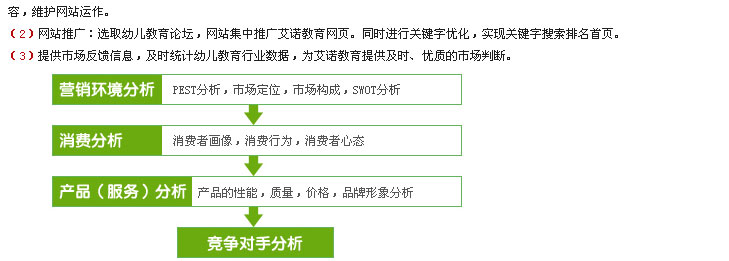 容，维护网站运作。
（2）网站推广：选取幼儿教育论坛，网站集中推广艾诺教育网页。同时进行关键字优化，实现关键字搜索排名首页。
（3）提供市场反馈信息，及时统计幼儿教育行业数据，为艾诺教育提供及时、优质的市场判断。
营销环境分析 PEST分析，市场定位，市场构成，SWOT分析
消费分析 消费者画像，消费行为，消费者心态
产品（服务）分析 产品的性能，质量，价格，品牌形象分析
竞争对手分析